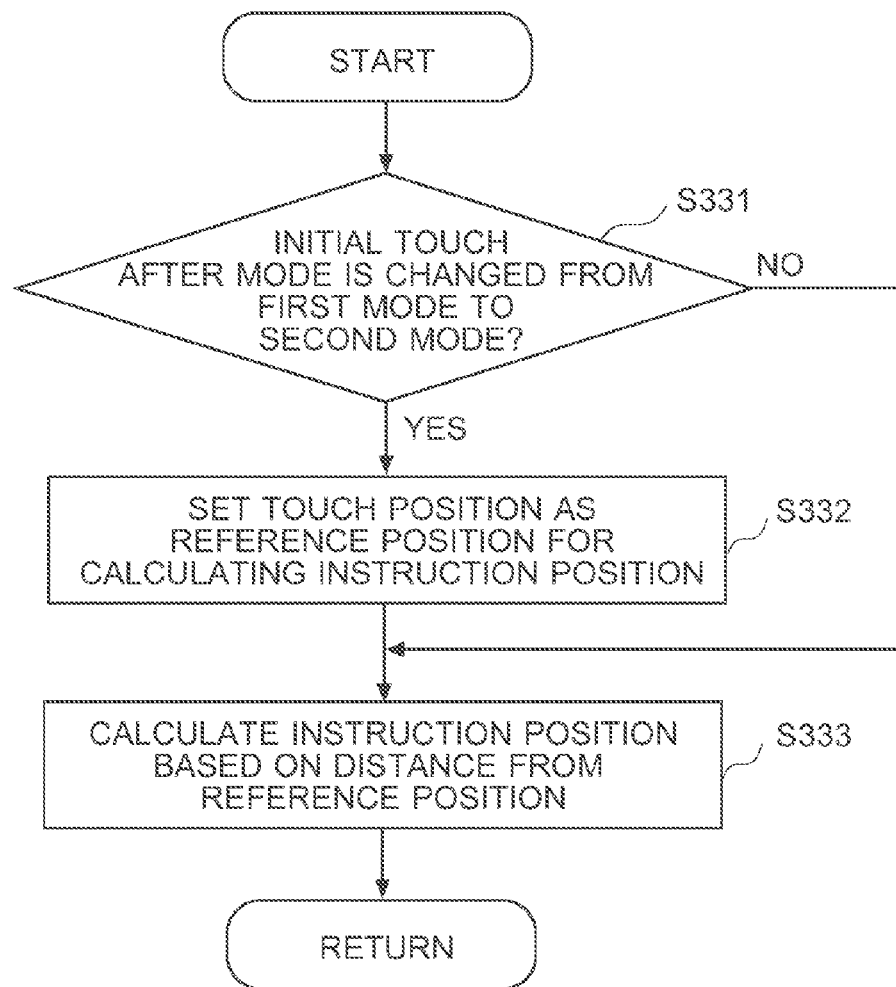 START
S331
INITIAL TOUCH
AFTER MODE IS CHANGED FROM
FIRST MODE TO
SECOND MODE?
NO
YES
SET TOUCH POSITION AS
REFERENCE POSITION FOR
CALCULATING INSTRUCTION POSITION
S332
CALCULATE INSTRUCTION POSITION
BASED ON DISTANCE FROM
REFERENCE POSITION
S333
RETURN